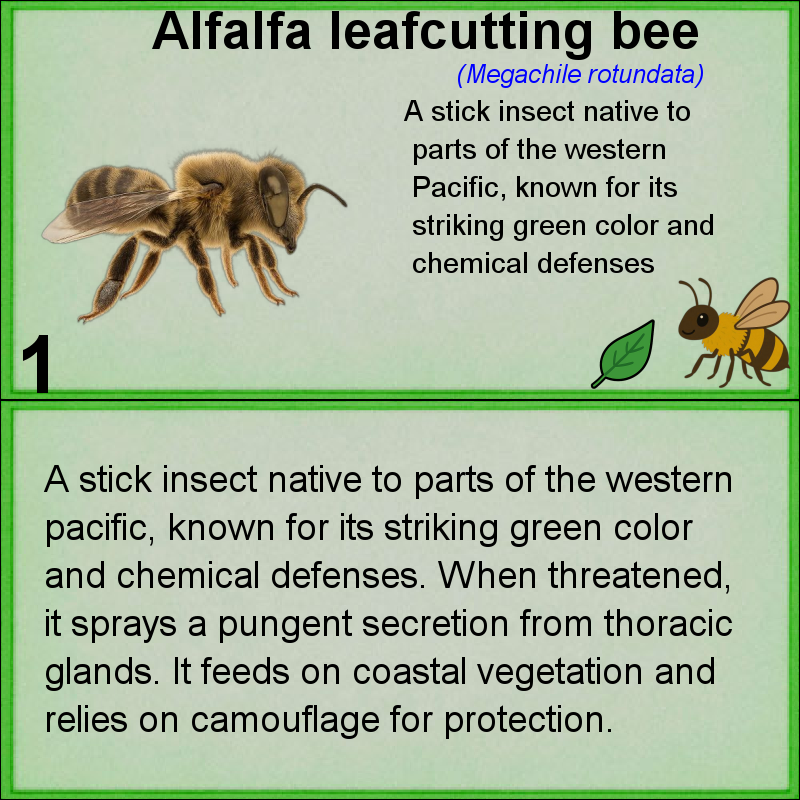 Alfalfa leafcutting bee
(Megachile rotundata)
A stick insect native to
parts of the western
Pacific, known for its
striking green color and
chemical defenses
1
A stick insect native to parts of the western
pacific, known for its striking green color
and chemical defenses. When threatened,
it sprays a pungent secretion from thoracic
glands. It feeds on coastal vegetation and
relies on camouflage for protection.